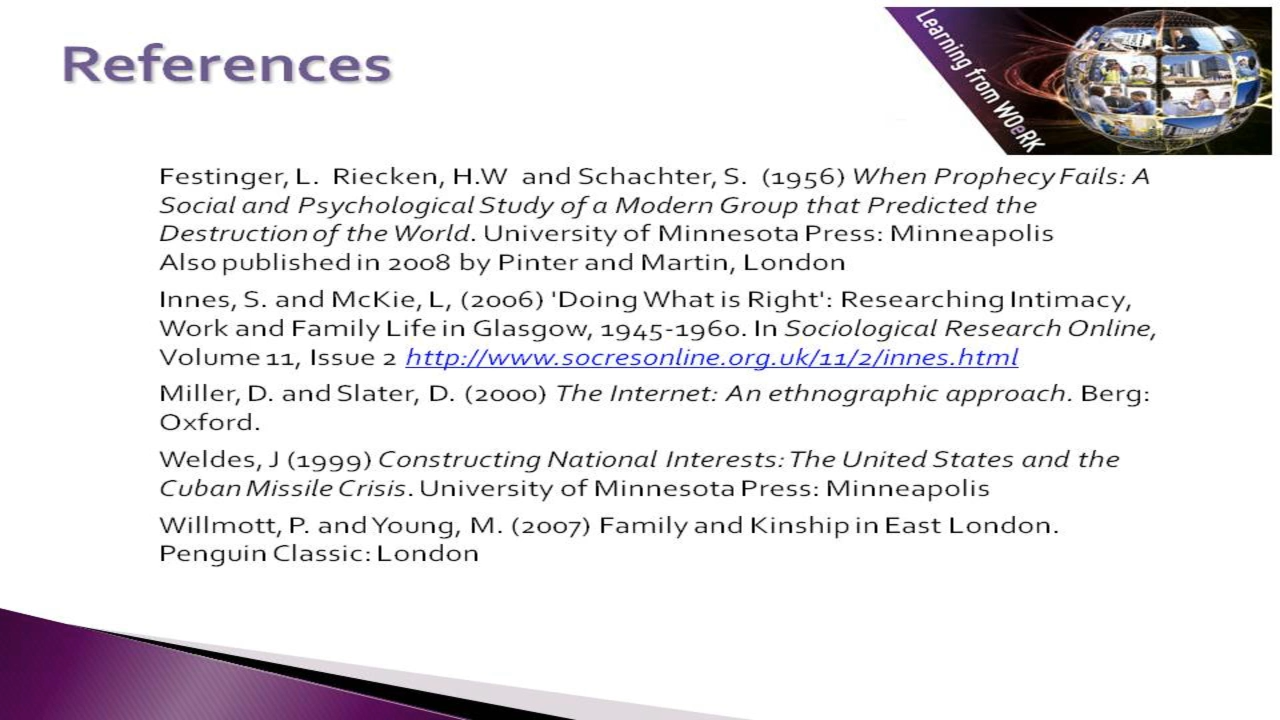 References
Learning from WOeRK
Festinger, L. Riecken, H.W and Schachter, S. (1956) When Prophecy Fails: A
Social and Psychological Study of a Modern Group that Predicted the
Destruction of the World. University of Minnesota Press: Minneapolis
Also published in 2008 by Pinter and Martin, London
Innes, S. and McKie, L, (2006) 'Doing What is Right': Researching Intimacy,
Work and Family Life in Glasgow, 1945-1960. In Sociological Research Online,
Volume 11, Issue 2 http://www.socresonline.org.uk/11/2/innes.html
Miller, D. and Slater, D. (2000) The Internet: An ethnographic approach. Berg:
Oxford.
Weldes, J (1999) Constructing National Interests: The United States and the
Cuban Missile Crisis. University of Minnesota Press: Minneapolis
Willmott, P. and Young, M. (2007) Family and Kinship in East London.
Penguin Classic: London